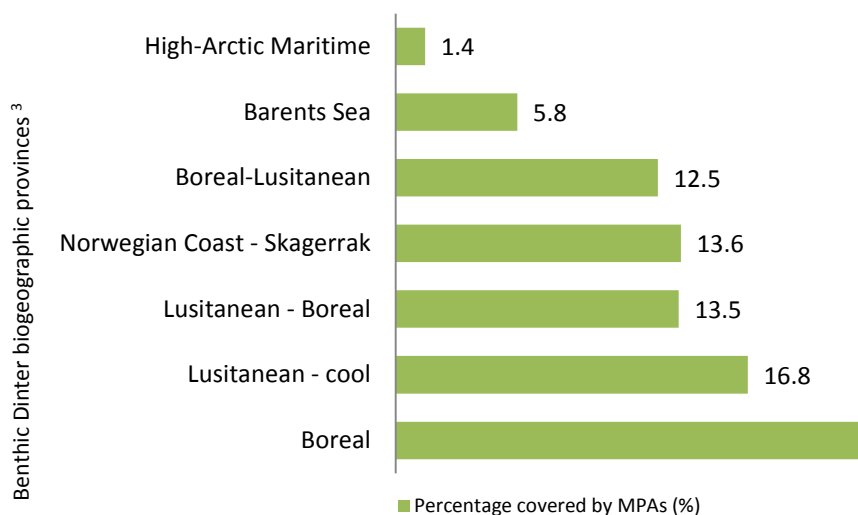 Benthic Dinter biogeographic provinces ³
High-Arctic Maritime 1.4
Barents Sea 5.8
Boreal-Lusitanean 12.5
Norwegian Coast - Skagerrak 13.6
Lusitanean - Boreal 13.5
Lusitanean - cool 16.8
Boreal
Percentage covered by MPAs (%)